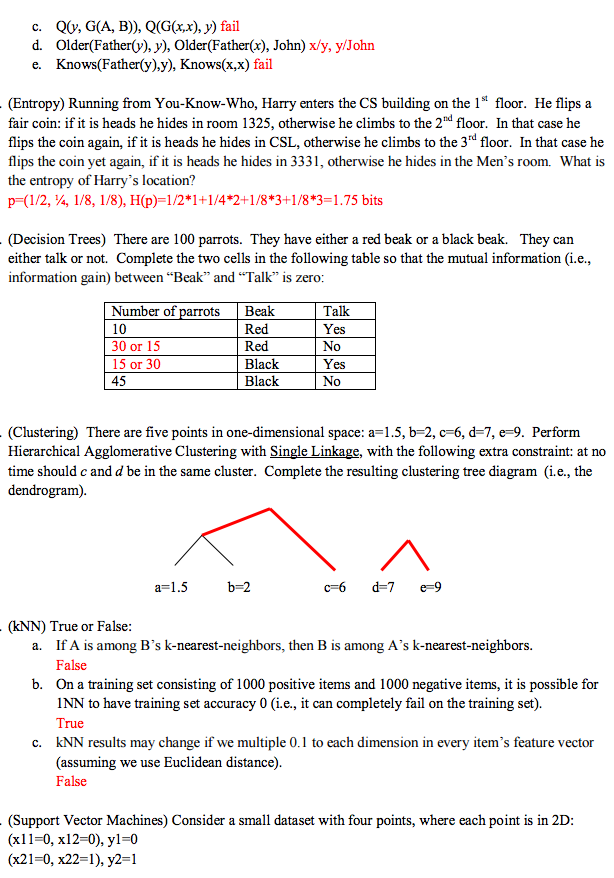 c. Q(y, G(A, B)), Q(G(x,x), y) fail
d. Older(Father(y), y), Older(Father(x), John) x/y, y/John
e. Knows(Father(y),y), Knows(x,x) fail
. (Entropy) Running from You-Know-Who, Harry enters the CS building on the 1st floor. He flips a
fair coin: if it is heads he hides in room 1325, otherwise he climbs to the 2nd floor. In that case he
flips the coin again, if it is heads he hides in CSL, otherwise he climbs to the 3rd floor. In that case he
flips the coin yet again, if it is heads he hides in 3331, otherwise he hides in the Men's room. What is
the entropy of Harry's location?
p=(1/2, ¼, 1/8, 1/8), H(p)=1/2*1+1/4*2+1/8*3+1/8*3=1.75 bits
. (Decision Trees) There are 100 parrots. They have either a red beak or a black beak. They can
either talk or not. Complete the two cells in the following table so that the mutual information (i.e.,
information gain) between “Beak” and “Talk” is zero:
Number of parrots Beak Talk
10 Red Yes
30 or 15 Red No
15 or 30 Black Yes
45 Black No
. (Clustering) There are five points in one-dimensional space: a=1.5, b=2, c=6, d=7, e=9. Perform
Hierarchical Agglomerative Clustering with Single Linkage, with the following extra constraint: at no
time should c and d be in the same cluster. Complete the resulting clustering tree diagram (i.e., the
dendrogram).
a=1.5 b=2 c=6 d=7 e=9
. (kNN) True or False:
a. If A is among B's k-nearest-neighbors, then B is among A's k-nearest-neighbors.
False
b. On a training set consisting of 1000 positive items and 1000 negative items, it is possible for
1NN to have training set accuracy 0 (i.e., it can completely fail on the training set).
True
c. kNN results may change if we multiple 0.1 to each dimension in every item's feature vector
(assuming we use Euclidean distance).
False
. (Support Vector Machines) Consider a small dataset with four points, where each point is in 2D:
(x11=0, x12=0), y1=0
(x21=0, x22=1), y2=1